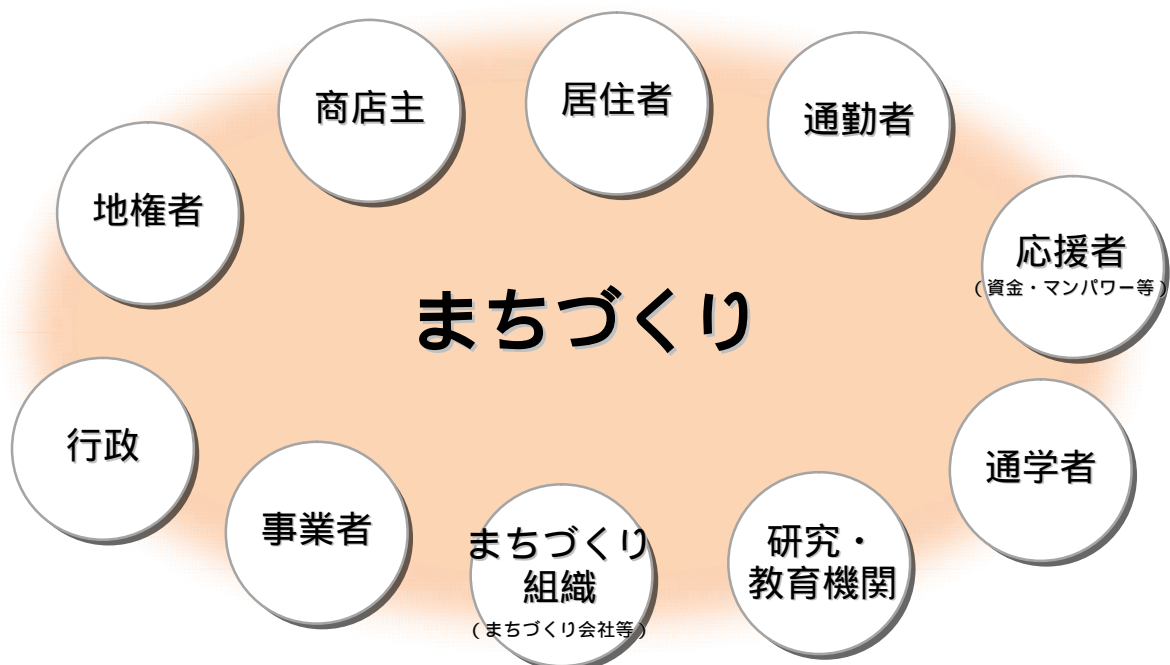 商店主
居住者
通勤者
地権者
応援者
（資金・マンパワー等）
まちづくり
行政
通学者
事業者
まちづくり
組織
（まちづくり会社等）
研究・
教育機関